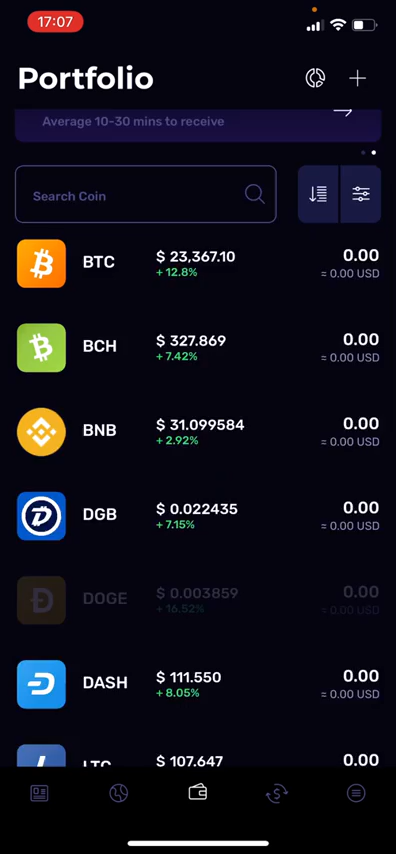 17:07
Portfolio
Average 10-30 mins to receive
Search Coin
BTC $ 23,367.10 0.00
+ 12.8% = 0.00 USD
BCH $ 327.869 0.00
+ 7.42% = 0.00 USD
BNB $ 31.099584 0.00
+ 2.92% = 0.00 USD
DGB $ 0.022435 0.00
+ 7.15% = 0.00 USD
DOGE $ 0.003859 0.00
+ 16.52% = 0.00 USD
DASH $ 111.550 0.00
+ 8.05% = 0.00 USD
LTC $ 107.647 0.00